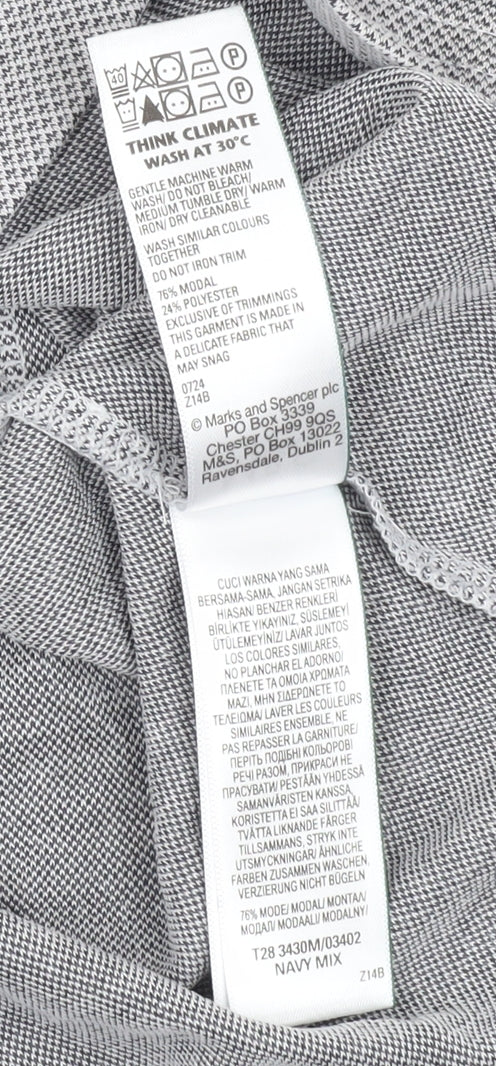 40
P
P
THINK CLIMATE
WASH AT 30°C
GENTLE MACHINE WARM
WASH/ DO NOT BLEACH/
MEDIUM TUMBLE DRY/ WARM
IRON/ DRY CLEANABLE
WASH SIMILAR COLOURS
TOGETHER
DO NOT IRON TRIM
76% MODAL
24% POLYESTER
EXCLUSIVE OF TRIMMINGS
THIS GARMENT IS MADE IN
A DELICATE FABRIC THAT
MAY SNAG
0724
Z14B
© Marks and Spencer plc
PO Box 3339
Chester CH99 9QS
M&S, PO Box 13022
Ravensdale, Dublin 2
CUCI WARNA YANG SAMA
BERSAMA-SAMA, JANGAN SETRIKA
HIASAN/ BENZER RENKLERİ
BİRLİKTE YIKAYINIZ, SÜSLEMEYİ
ÜTÜLEMEYİNİZ/ LAVAR JUNTOS
LOS COLORES SIMILARES,
NO PLANCHAR EL ADORNO/
ΠΛΕΝΕΤΕ ΤΑ ΟΜΟΙΑ ΧΡΩΜΑΤΑ
ΜΑΖΙ, ΜΗΝ ΣΙΔΕΡΩΝΕΤΕ ΤΟ
ΤΕΛΕΙΩΜΑ/ LAVER LES COULEURS
SIMILAIRES ENSEMBLE, NE
PAS REPASSER LA GARNITURE/
ПЕРІТЬ ПОДІБНІ КОЛЬОРОВІ
РЕЧІ РАЗОМ, ПРИКРАСИ НЕ
ПРАСУВАТИ/ PESTÄÄN YHDESSÄ
SAMANVÄRISTEN KANSSA,
KORISTETTA EI SAA SILITTÄÄ/
TVÄTTA LIKNANDE FÄRGER
TILLSAMMANS, STRYK INTE
UTSMYCKNINGAR/ ÄHNLICHE
FARBEN ZUSAMMEN WASCHEN,
VERZIERUNG NICHT BÜGELN
76% MODE/ MODAL/ ΜΟΝΤΑΛ/
МОДАЛ/ MODAALI/ MODALNY/
T28 3430M/03402
NAVY MIX
Z14B